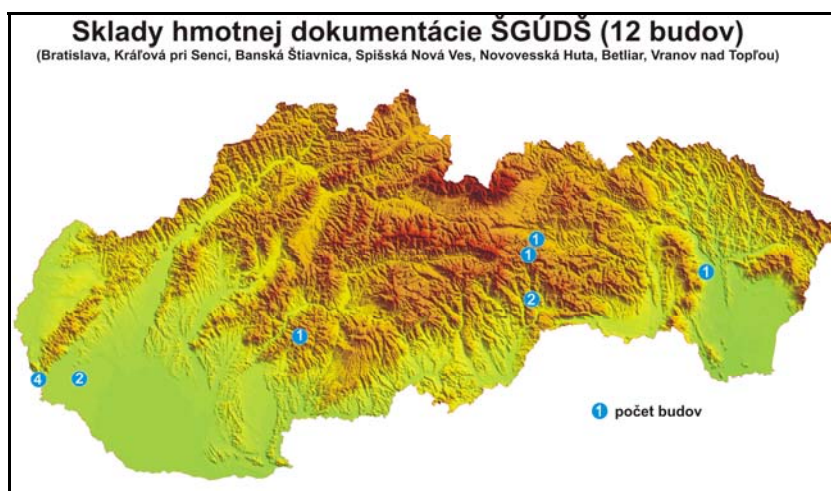 Sklady hmotnej dokumentácie ŠGÚDŠ (12 budov)
(Bratislava, Kráľová pri Senci, Banská Štiavnica, Spišská Nová Ves, Novovesská Huta, Betliar, Vranov nad Topľou)
1
1
1
2
1
4
2
1 počet budov